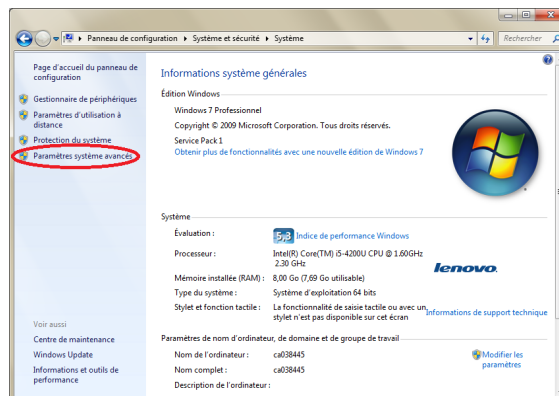 Panneau de configuration ▸ Système et sécurité ▸ Système
Rechercher
Page d'accueil du panneau de
configuration
Gestionnaire de périphériques
Paramètres d'utilisation à
distance
Protection du système
Paramètres système avancés
Voir aussi
Centre de maintenance
Windows Update
Informations et outils de
performance
Informations système générales
Édition Windows
Windows 7 Professionnel
Copyright © 2009 Microsoft Corporation. Tous droits réservés.
Service Pack 1
Obtenir plus de fonctionnalités avec une nouvelle édition de Windows 7
Système
Évaluation :
5,3 Indice de performance Windows
Processeur :
Intel(R) Core(TM) i5-4200U CPU @ 1.60GHz
2.30 GHz
Mémoire installée (RAM) :
8,00 Go (7,69 Go utilisable)
Type du système :
Système d'exploitation 64 bits
Stylet et fonction tactile :
La fonctionnalité de saisie tactile ou avec un
stylet n'est pas disponible sur cet écran
lenovo
Informations de support technique
Paramètres de nom d'ordinateur, de domaine et de groupe de travail
Nom de l'ordinateur :
ca038445
Nom complet :
ca038445
Description de l'ordinateur :
Modifier les
paramètres